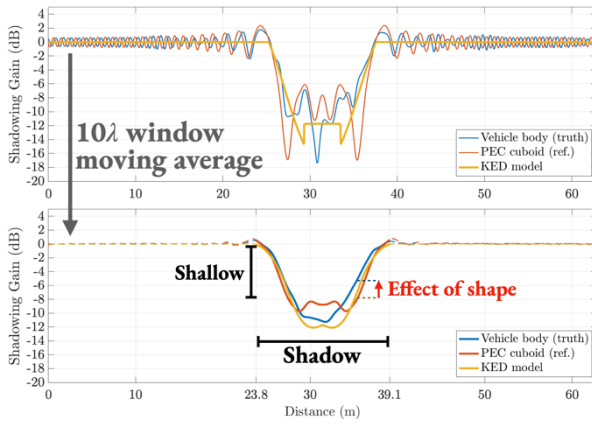 Shadowing Gain (dB)
4
2
0
-2
-4
-6
-8
-10
-12
-14
-16
-18
-20
10λ window
moving average
Vehicle body (truth)
PEC cuboid (ref.)
KED model
0
10
20
30
40
50
60
Shadowing Gain (dB)
4
2
0
-2
-4
-6
-8
-10
-12
-14
-16
-18
-20
Shallow
Effect of shape
Shadow
Vehicle body (truth)
PEC cuboid (ref.)
KED model
0
10
23.8
30
39.1
50
60
Distance (m)